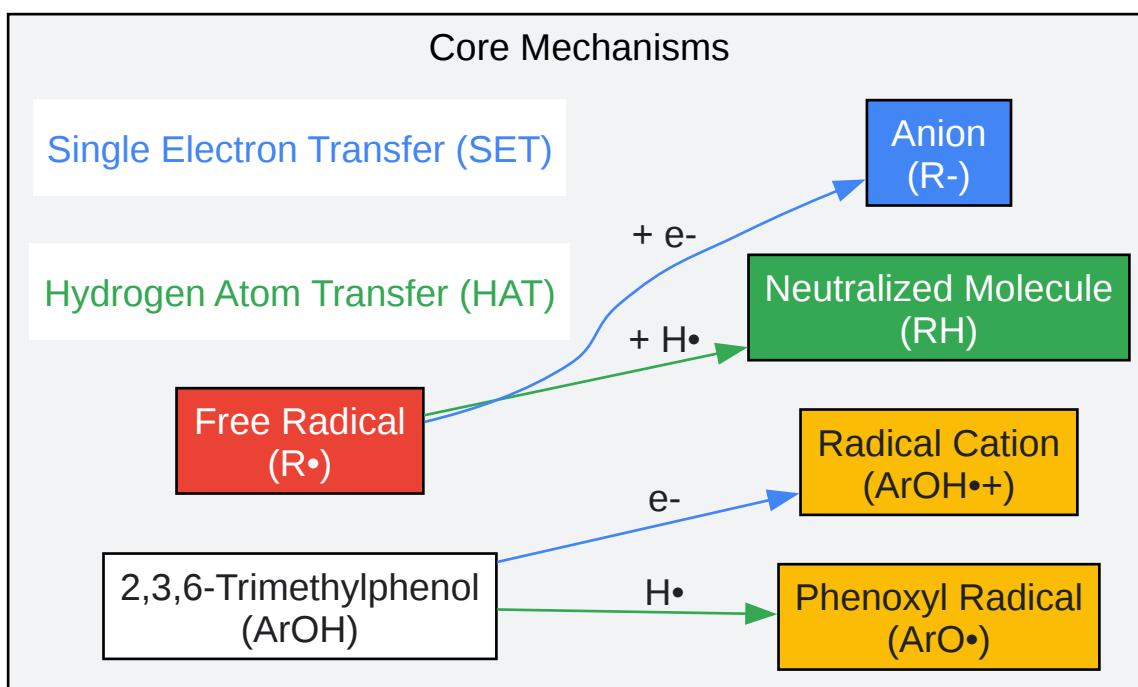 Core Mechanisms
Single Electron Transfer (SET)
Anion
(R-)
+ e-
Hydrogen Atom Transfer (HAT)
Neutralized Molecule
(RH)
+ H•
Free Radical
(R•)
Radical Cation
(ArOH•+)
e-
2,3,6-Trimethylphenol
(ArOH)
H•
Phenoxyl Radical
(ArO•)